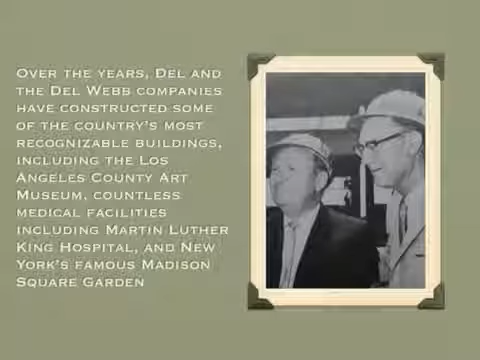 Over the years, Del and
the Del Webb companies
have constructed some
of the country's most
recognizable buildings,
including the Los
Angeles County Art
Museum, countless
medical facilities
including Martin Luther
King Hospital, and New
York's famous Madison
Square Garden